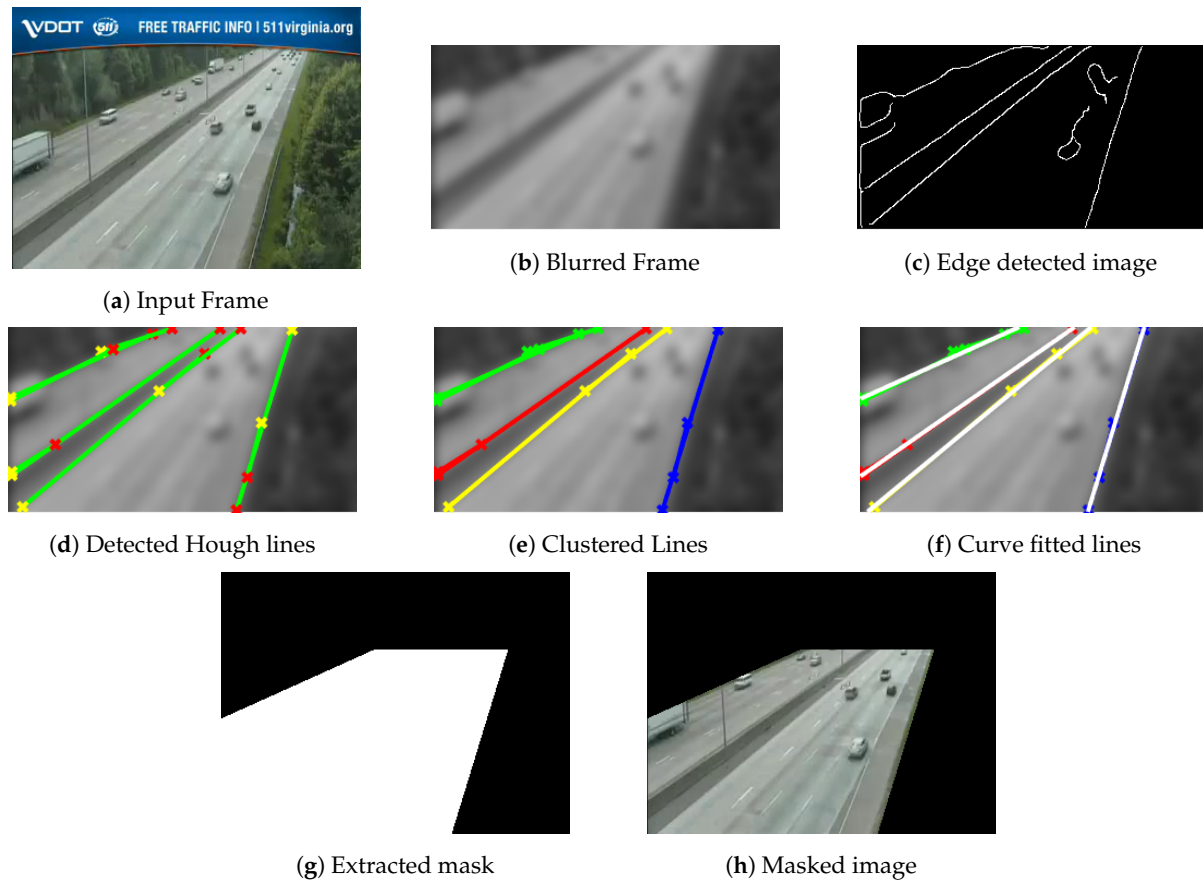 VDOT 511 FREE TRAFFIC INFO | 511virginia.org
(a) Input Frame
(b) Blurred Frame
(c) Edge detected image
(d) Detected Hough lines
(e) Clustered Lines
(f) Curve fitted lines
(g) Extracted mask
(h) Masked image